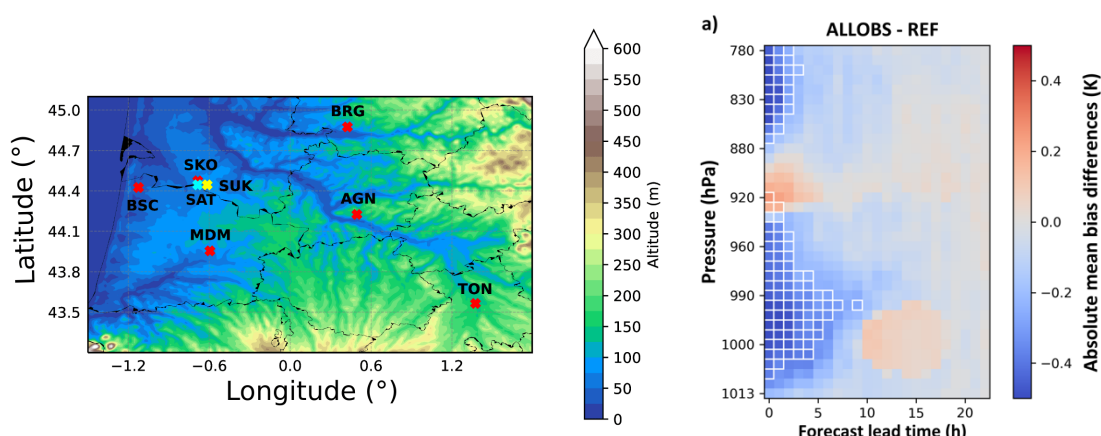 a)
ALLOBS - REF
45.0
44.7
44.4
44.1
43.8
43.5
Latitude (°)
BRG
SKO
SUK
SAT
BSC
AGN
MDM
TON
−1.2
−0.6
0.0
0.6
1.2
Longitude (°)
600
550
500
450
400
350
300
250
200
150
100
50
0
Altitude (m)
780
830
880
920
960
990
1000
1013
Pressure (hPa)
0
5
10
15
20
Forecast lead time (h)
0.4
0.2
0.0
−0.2
−0.4
Absolute mean bias differences (K)